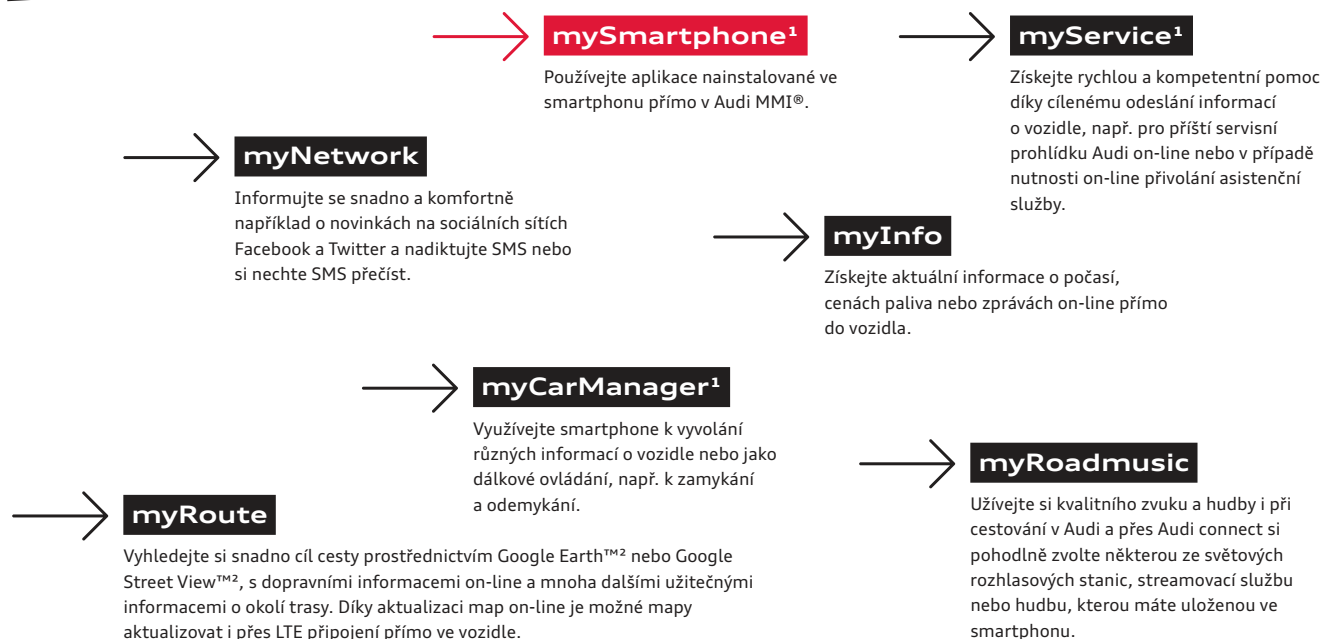 mySmartphone¹
Používejte aplikace nainstalované ve
smartphonu přímo v Audi MMI®.
myService¹
Získejte rychlou a kompetentní pomoc
díky cílenému odeslání informací
o vozidle, např. pro příští servisní
prohlídku Audi on-line nebo v případě
nutnosti on-line přivolání asistenční
služby.
myNetwork
Informujte se snadno a komfortně
například o novinkách na sociálních sítích
Facebook a Twitter a nadiktujte SMS nebo
si nechte SMS přečíst.
myInfo
Získejte aktuální informace o počasí,
cenách paliva nebo zprávách on-line přímo
do vozidla.
myCarManager¹
Využívejte smartphone k vyvolání
různých informací o vozidle nebo jako
dálkové ovládání, např. k zamykání
a odemykání.
myRoadmusic
Užívejte si kvalitního zvuku a hudby i při
cestování v Audi a přes Audi connect si
pohodlně zvolte některou ze světových
rozhlasových stanic, streamovací službu
nebo hudbu, kterou máte uloženou ve
smartphonu.
myRoute
Vyhledejte si snadno cíl cesty prostřednictvím Google Earth™² nebo Google
Street View™², s dopravními informacemi on-line a mnoha dalšími užitečnými
informacemi o okolí trasy. Díky aktualizaci map on-line je možné mapy
aktualizovat i přes LTE připojení přímo ve vozidle.